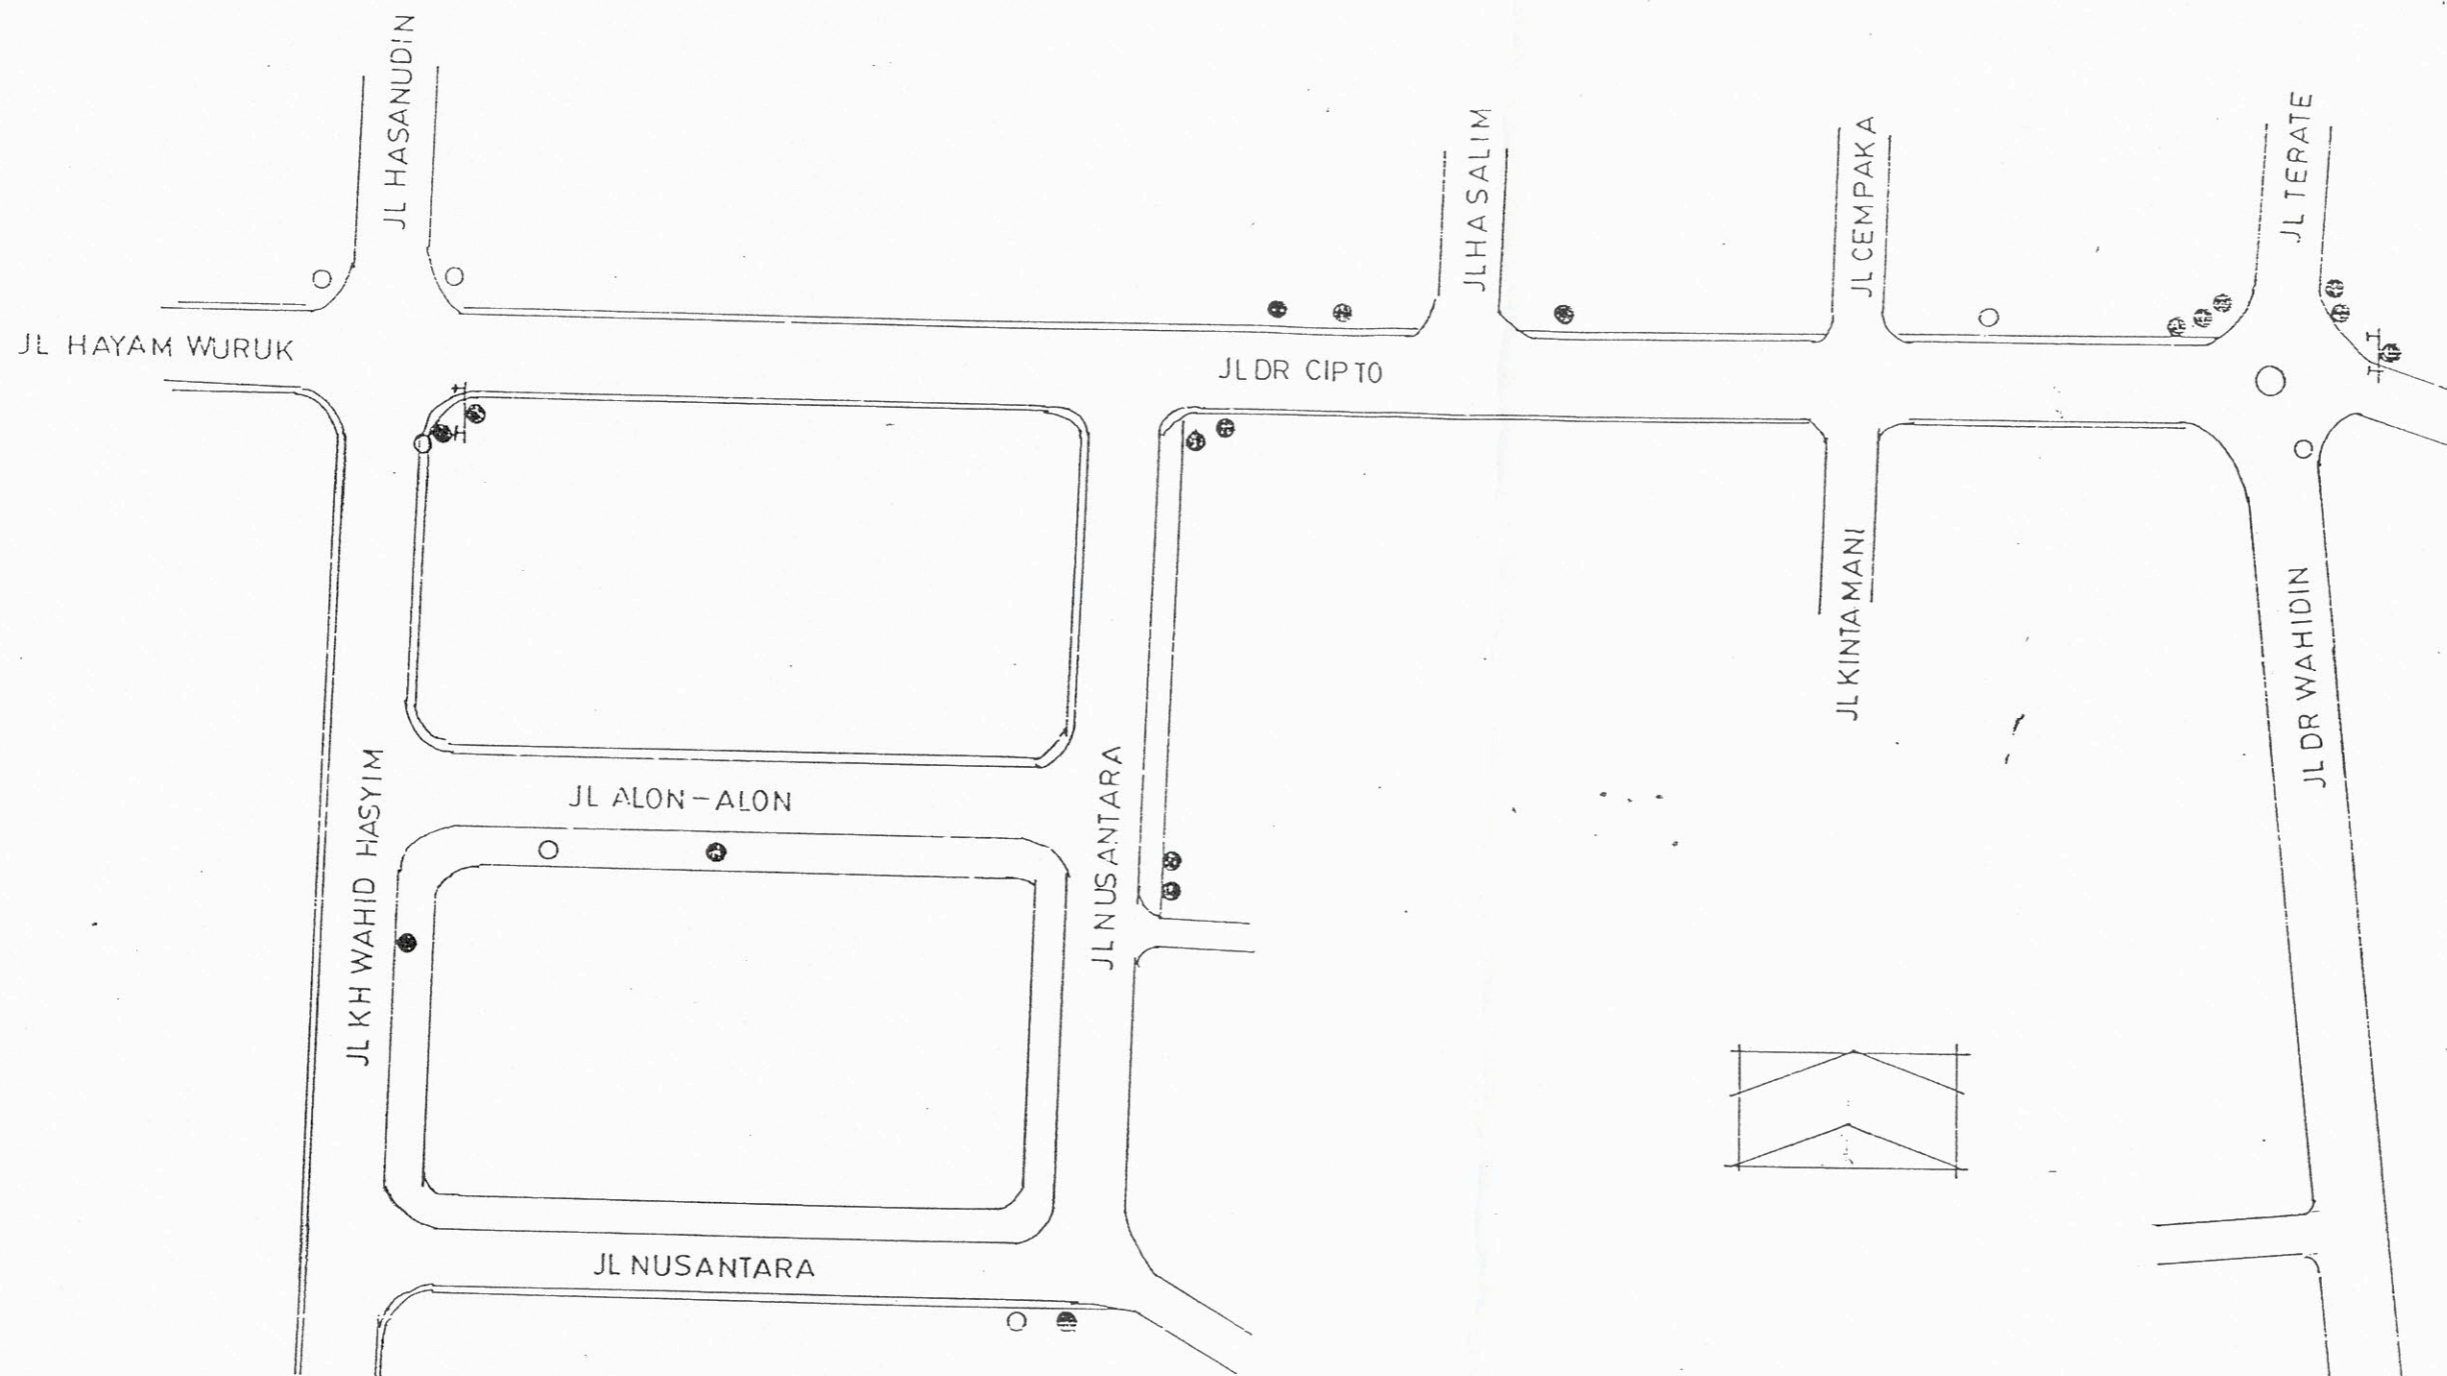 JL HASANUDIN
JL HASALIM
JL CEMPAKA
JL TERATE
JL HAYAM WURUK
JL DR CIPTO
JL KINTAMANI
JL DR WAHIDIN
JL ALON-ALON
JL KH WAHID HASYIM
JL NUSANTARA
JL NUSANTARA